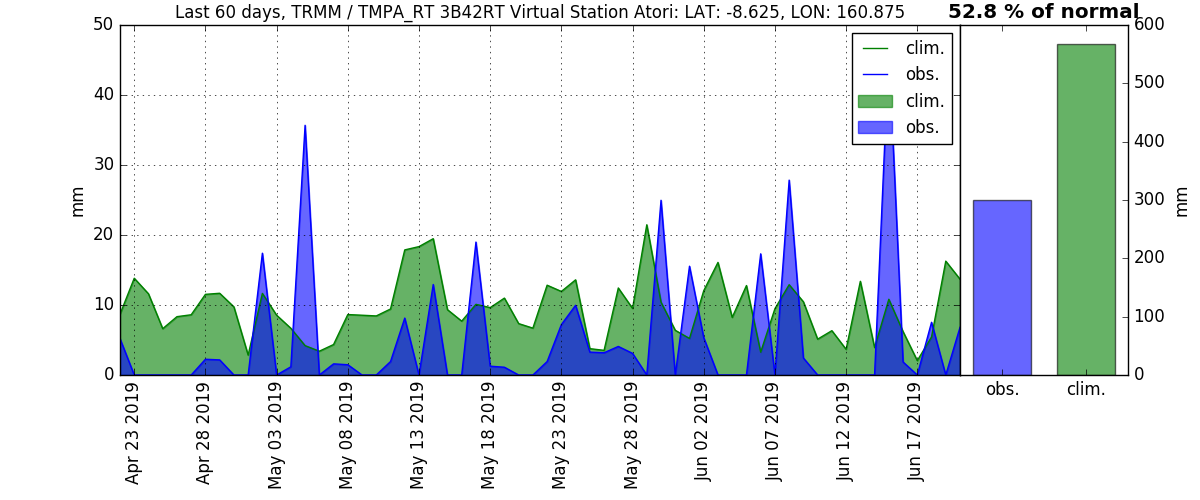 Last 60 days, TRMM / TMPA_RT 3B42RT Virtual Station Atori: LAT: -8.625, LON: 160.875
52.8 % of normal
50
40
30
20
10
0
mm
clim.
obs.
clim.
obs.
600
500
400
300
200
100
0
mm
obs.
clim.
Apr 23 2019
Apr 28 2019
May 03 2019
May 08 2019
May 13 2019
May 18 2019
May 23 2019
May 28 2019
Jun 02 2019
Jun 07 2019
Jun 12 2019
Jun 17 2019